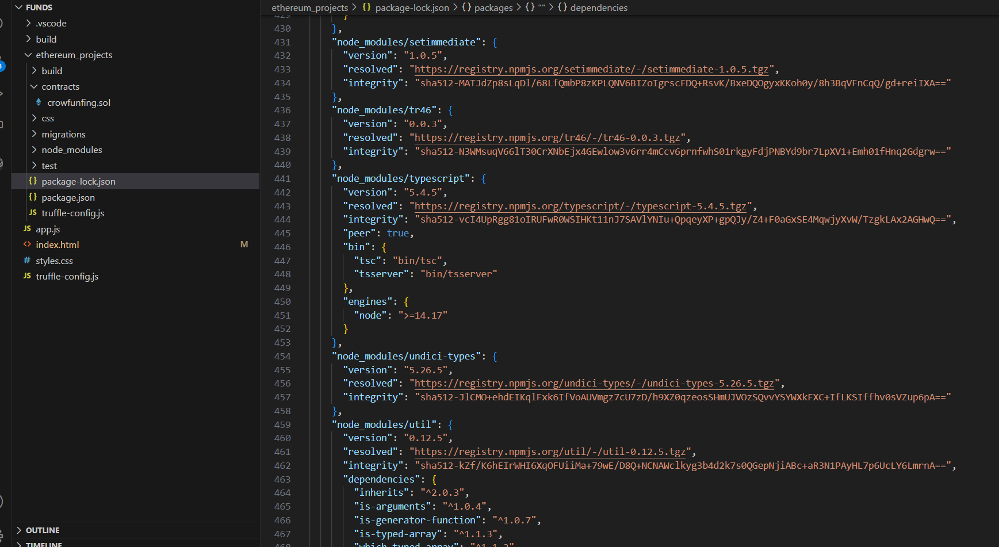 FUNDS
.vscode
build
ethereum_projects
build
contracts
crowfunfing.sol
css
migrations
node_modules
test
package-lock.json
package.json
truffle-config.js
app.js
index.html M
styles.css
truffle-config.js
OUTLINE
TIMELINE
ethereum_projects > {} package-lock.json > {} packages > {} "" > {} dependencies
429 }
430 },
431 "node_modules/setimmediate": {
432 "version": "1.0.5",
433 "resolved": "https://registry.npmjs.org/setimmediate/-/setimmediate-1.0.5.tgz",
434 "integrity": "sha512-MATJdZp8sLqDl/68LfQmbP8zKPLQNV6BIZoIgrscFDQ+RsvK/BxeDQOgyxKKoh0y/8h3BqVFnCqQ/gd+reiIXA=="
435 },
436 "node_modules/tr46": {
437 "version": "0.0.3",
438 "resolved": "https://registry.npmjs.org/tr46/-/tr46-0.0.3.tgz",
439 "integrity": "sha512-N3WMsuqV66lT30CrXNbEjx4GEwlow3v6rr4mCcv6prnfwhS01rkgyFdjPNBYd9br7LpXV1+Emh01fHnq2Gdgrw=="
440 },
441 "node_modules/typescript": {
442 "version": "5.4.5",
443 "resolved": "https://registry.npmjs.org/typescript/-/typescript-5.4.5.tgz",
444 "integrity": "sha512-vcI4UpRgg81oIRUFwR0WSIHKt11nJ7SAVlYNIu+QpqeyXP+gpQJy/Z4+F0aGxSE4MqwjyXvW/TzgkLAx2AGHwQ==",
445 "peer": true,
446 "bin": {
447 "tsc": "bin/tsc",
448 "tsserver": "bin/tsserver"
449 },
450 "engines": {
451 "node": ">=14.17"
452 }
453 },
454 "node_modules/undici-types": {
455 "version": "5.26.5",
456 "resolved": "https://registry.npmjs.org/undici-types/-/undici-types-5.26.5.tgz",
457 "integrity": "sha512-JlCMO+ehdEIKqlFxk6IfVoAUVmgz7cU7zD/h9XZ0qzeosSHmUJVOzSQvvYSYWXkFXC+IfLKSIffhv0sVZup6pA=="
458 },
459 "node_modules/util": {
460 "version": "0.12.5",
461 "resolved": "https://registry.npmjs.org/util/-/util-0.12.5.tgz",
462 "integrity": "sha512-kZf/K6hEIrWHI6XqOFUiiMa+79wE/D8Q+NCNAWclkyg3b4d2k7s0QGepNjiABc+aR3N1PAyHL7p6UcLY6LmrnA==",
463 "dependencies": {
464 "inherits": "^2.0.3",
465 "is-arguments": "^1.0.4",
466 "is-generator-function": "^1.0.7",
467 "is-typed-array": "^1.1.3",
468 "which-typed-array": "^1.1.2"